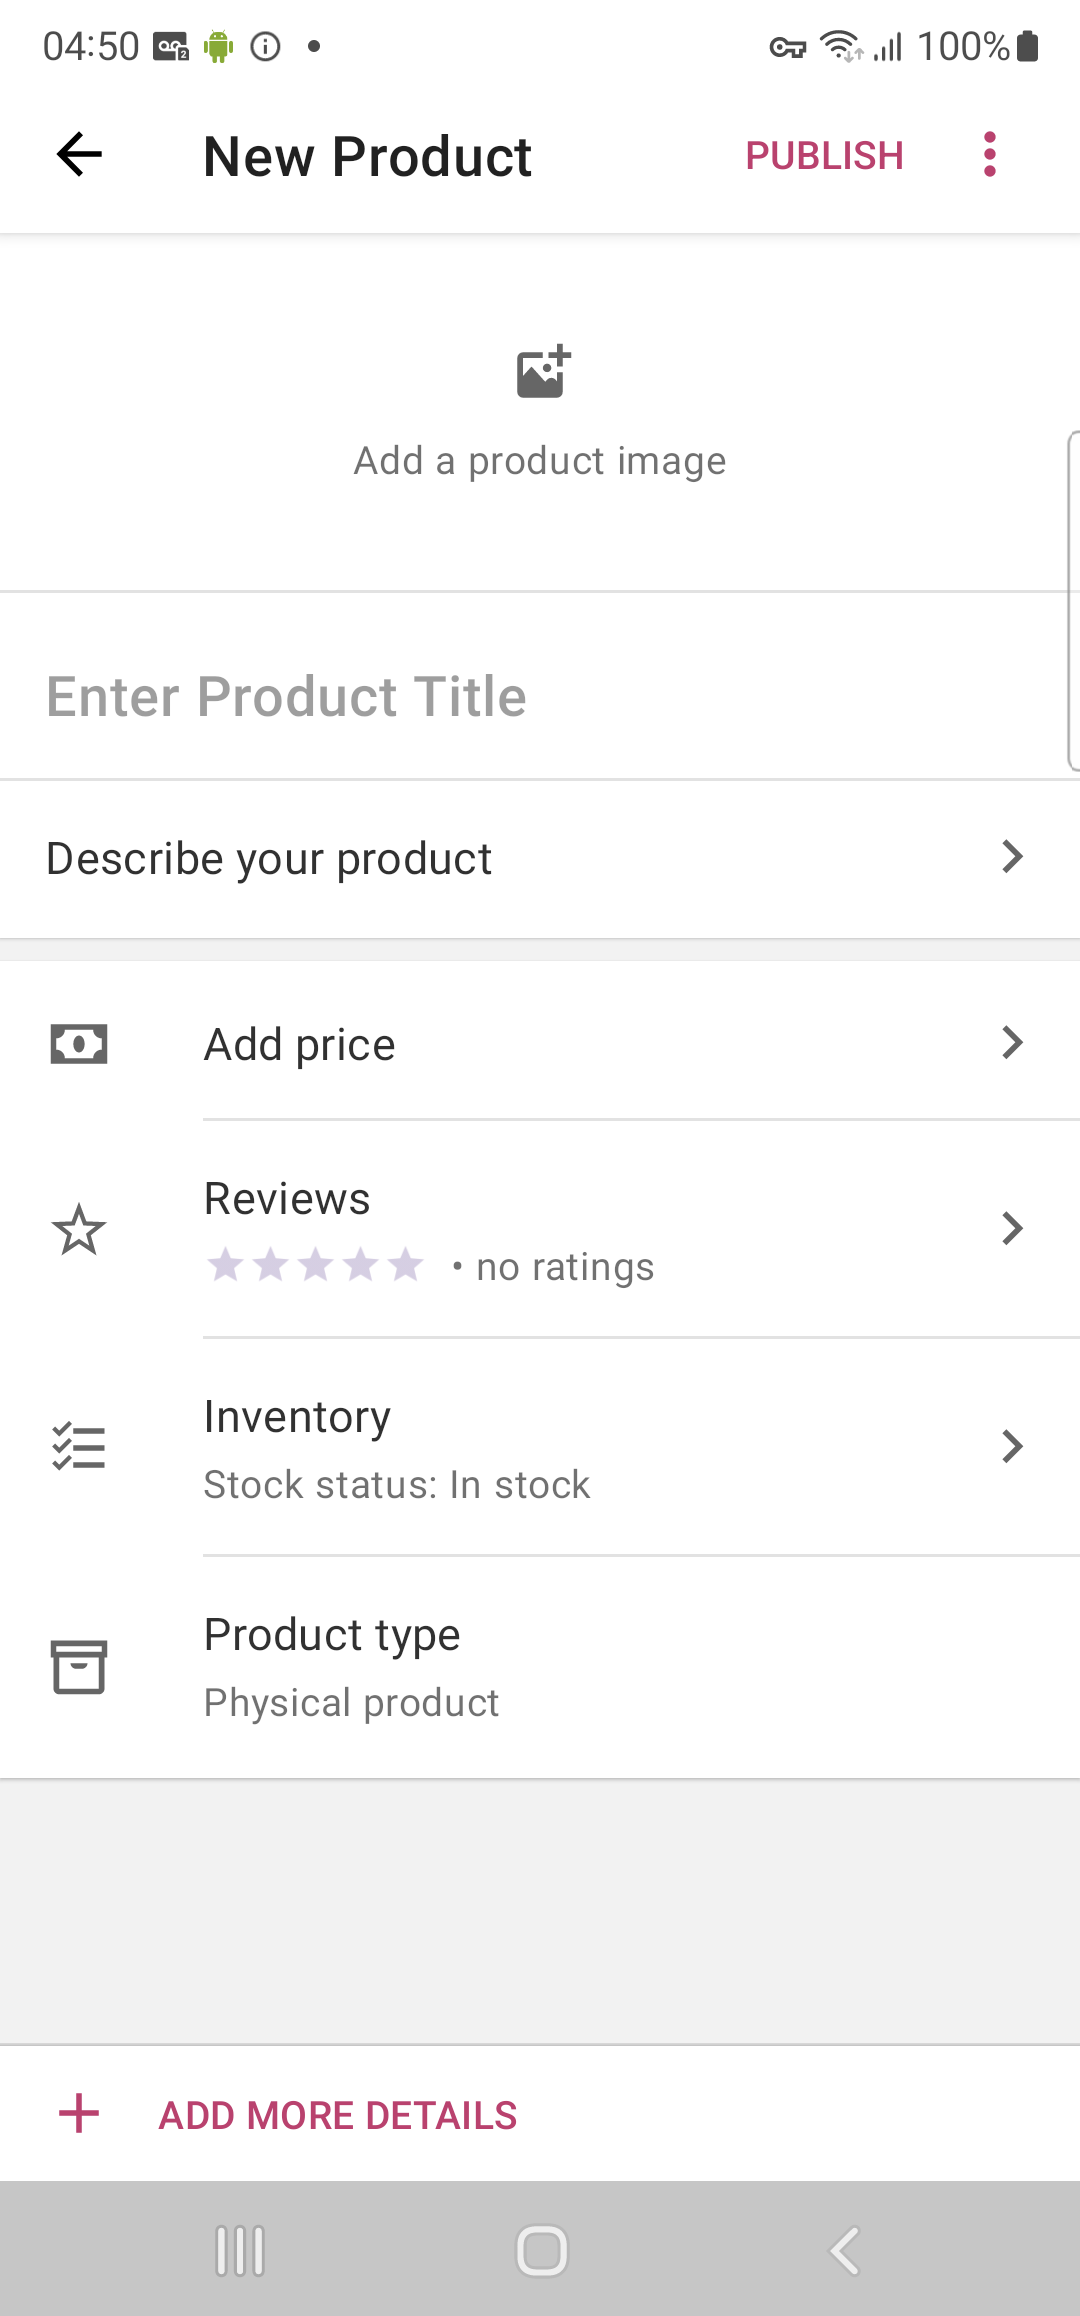 04:50
100%
New Product
PUBLISH
Add a product image
Enter Product Title
Describe your product
Add price
Reviews
• no ratings
Inventory
Stock status: In stock
Product type
Physical product
ADD MORE DETAILS